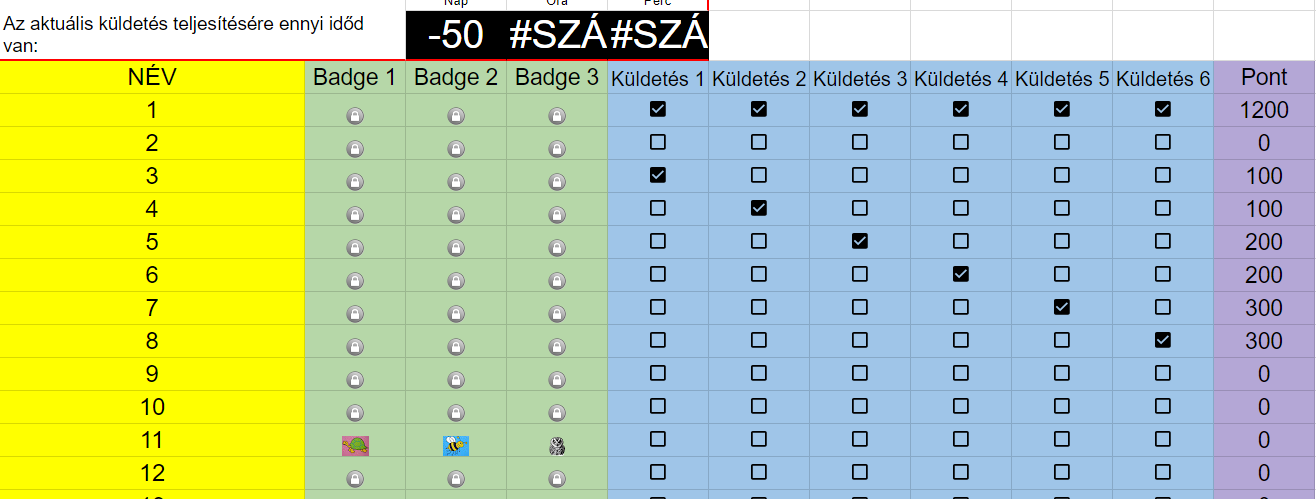 Nap Óra Perc
Az aktuális küldetés teljesítésére ennyi időd
van:
-50 #SZÁ #SZÁ
NÉV Badge 1 Badge 2 Badge 3 Küldetés 1 Küldetés 2 Küldetés 3 Küldetés 4 Küldetés 5 Küldetés 6 Pont
1 1200
2 0
3 100
4 100
5 200
6 200
7 300
8 300
9 0
10 0
11 0
12 0